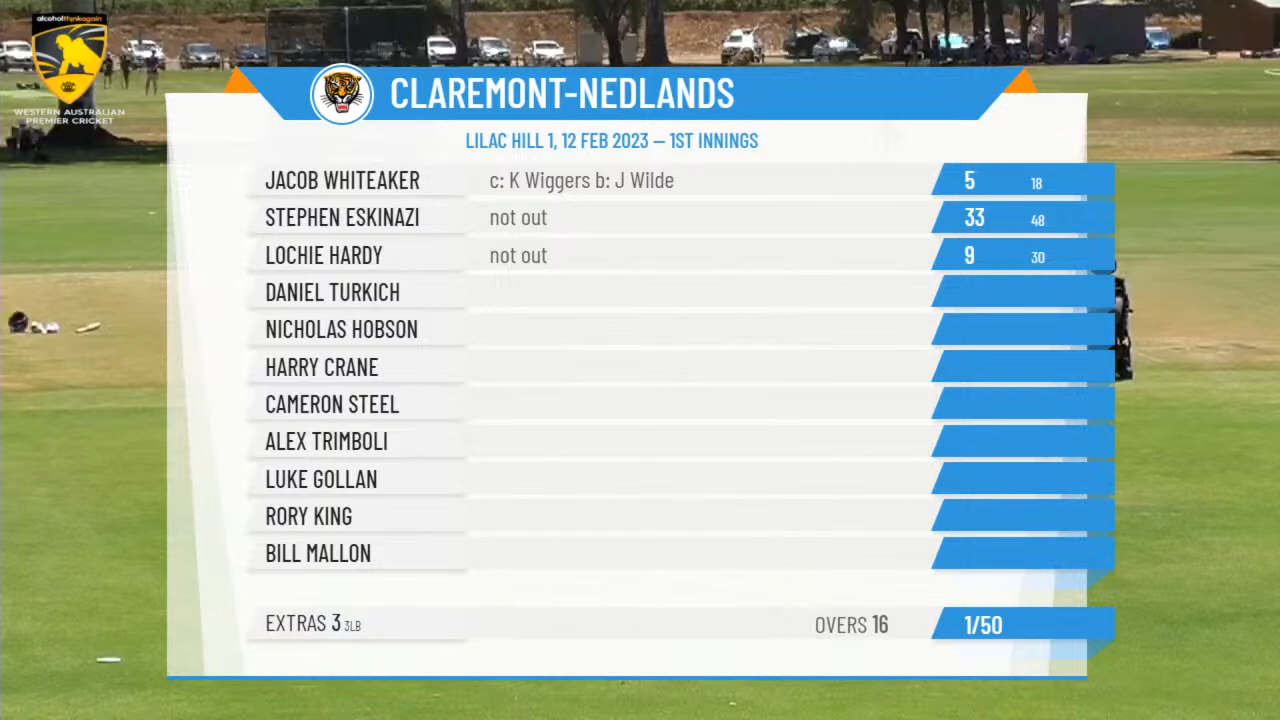 alcoholthinkagain
WESTERN AUSTRALIAN
PREMIER CRICKET
CLAREMONT-NEDLANDS
LILAC HILL 1, 12 FEB 2023 – 1ST INNINGS
JACOB WHITEAKER c: K Wiggers b: J Wilde 5 18
STEPHEN ESKINAZI not out 33 48
LOCHIE HARDY not out 9 30
DANIEL TURKICH
NICHOLAS HOBSON
HARRY CRANE
CAMERON STEEL
ALEX TRIMBOLI
LUKE GOLLAN
RORY KING
BILL MALLON
EXTRAS 3 3LB OVERS 16 1/50